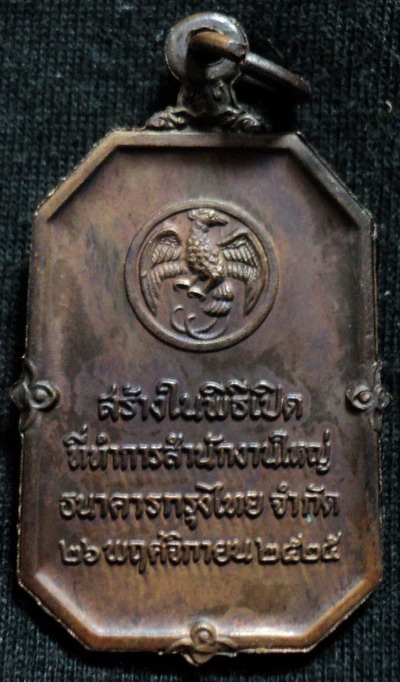 สร้างในพิธีเปิด
ที่ทำการสำนักงานใหญ่
ธนาคารกรุงไทย จำกัด
๒๖ พฤศจิกายน ๒๕๒๕